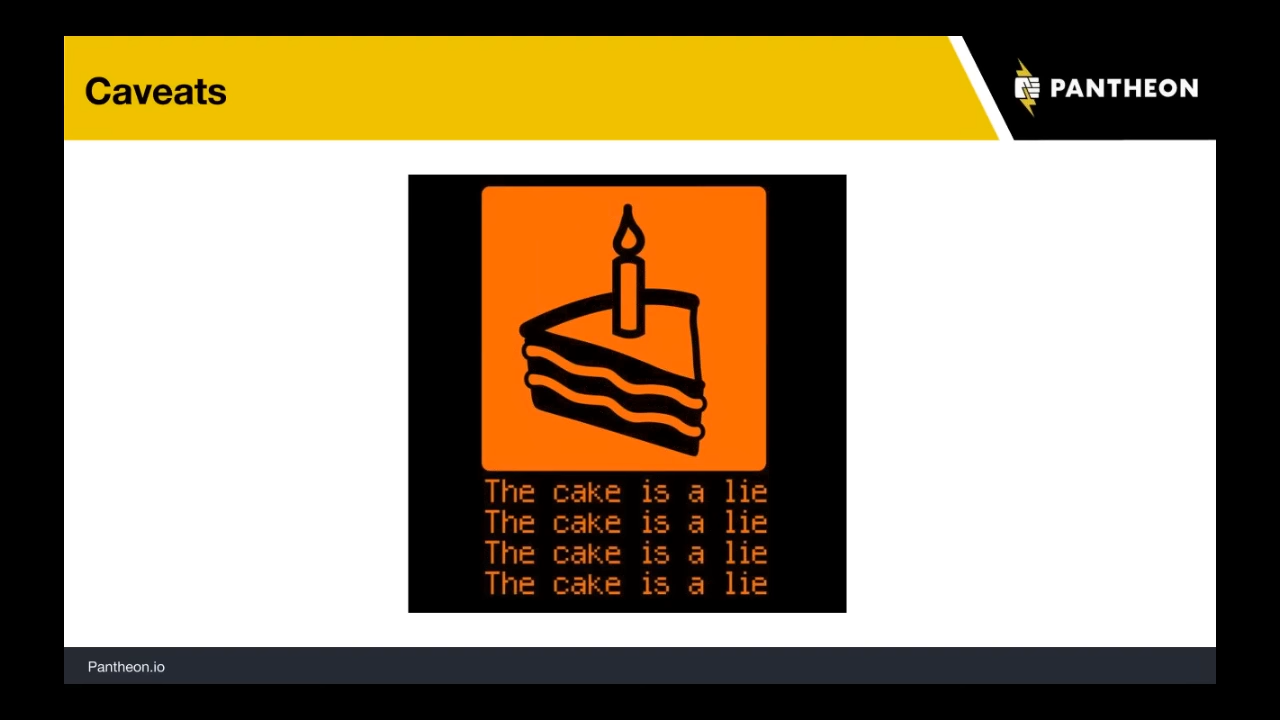 Caveats
PANTHEON
The cake is a lie
The cake is a lie
The cake is a lie
The cake is a lie
Pantheon.io